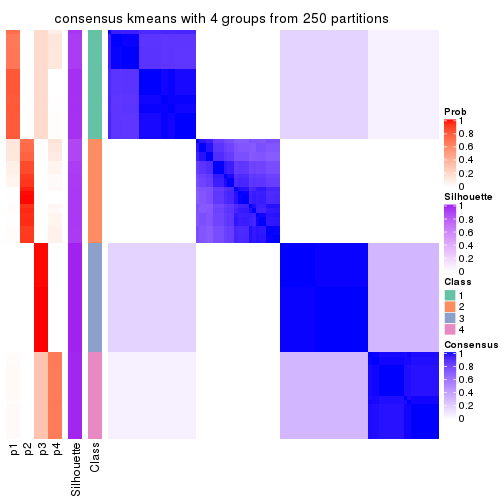 consensus kmeans with 4 groups from 250 partitions
Prob
1
0.8
0.6
0.4
0.2
0
Silhouette
1
0.8
0.6
0.4
0.2
0
Class
1
2
3
4
Consensus
1
0.8
0.6
0.4
0.2
0
p1
p2
p3
p4
Silhouette
Class